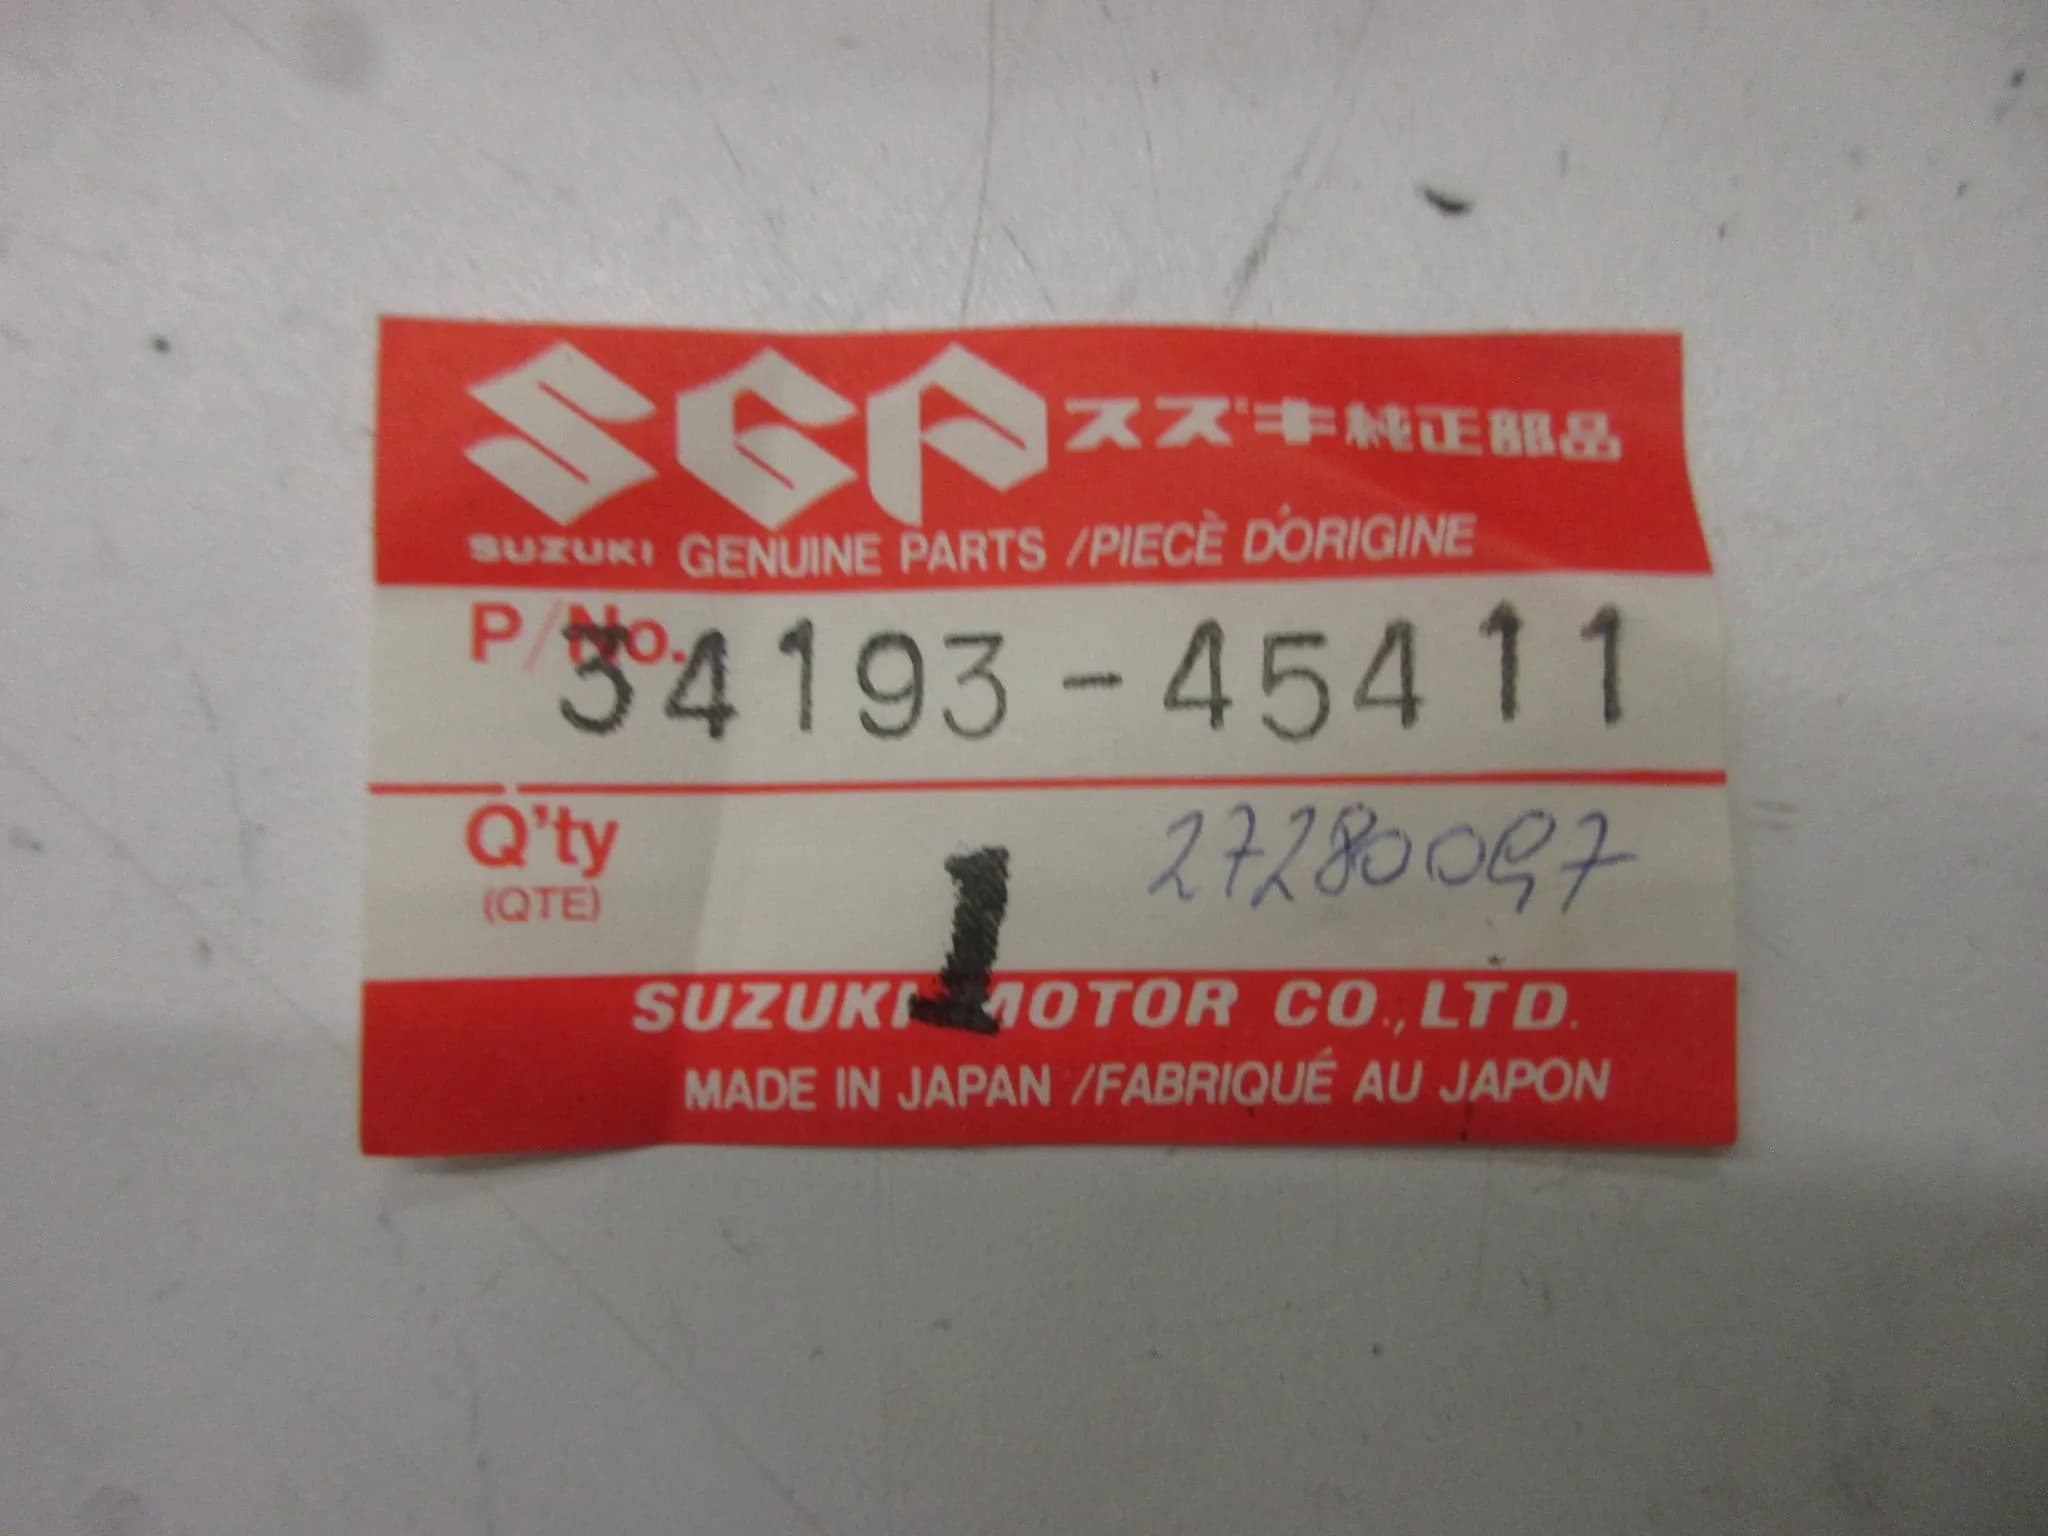 SGP スズキ純正部品
SUZUKI GENUINE PARTS /PIECÈ D'ORIGINE
P/No. 34193-45411
Q'ty 1 27280097
(QTE)
SUZUKI MOTOR CO., LTD.
MADE IN JAPAN /FABRIQUÉ AU JAPON